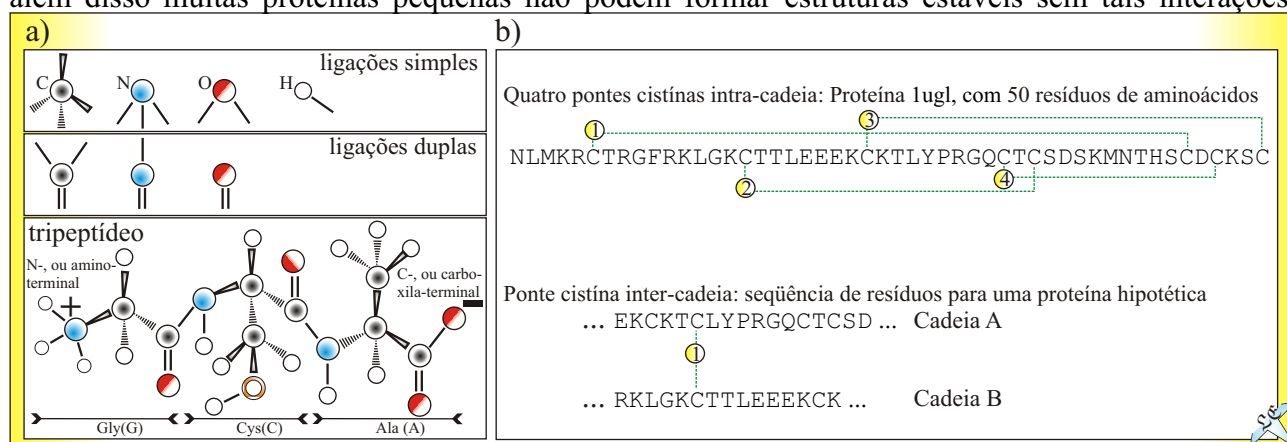 além disso muitas proteínas pequenas não podem formar estruturas estáveis sem tais interações
a)
C N O H
ligações simples
ligações duplas
tripeptídeo
N-, ou amino-
terminal
+
C-, ou carbo-
xila-terminal
Gly(G) Cys(C) Ala (A)
b)
Quatro pontes cistínas intra-cadeia: Proteína 1ugl, com 50 resíduos de aminoácidos
1 3
NLMKRCTRGFRKLGKCTTLEEEKCKTLYPRGQCTCSDSKMNTHSCDCKSC
2 4
Ponte cistína inter-cadeia: seqüência de resíduos para uma proteína hipotética
... EKCKTCLYPRGQCTCSD ... Cadeia A
1
... RKLGKCTTLEEEKCK ... Cadeia B